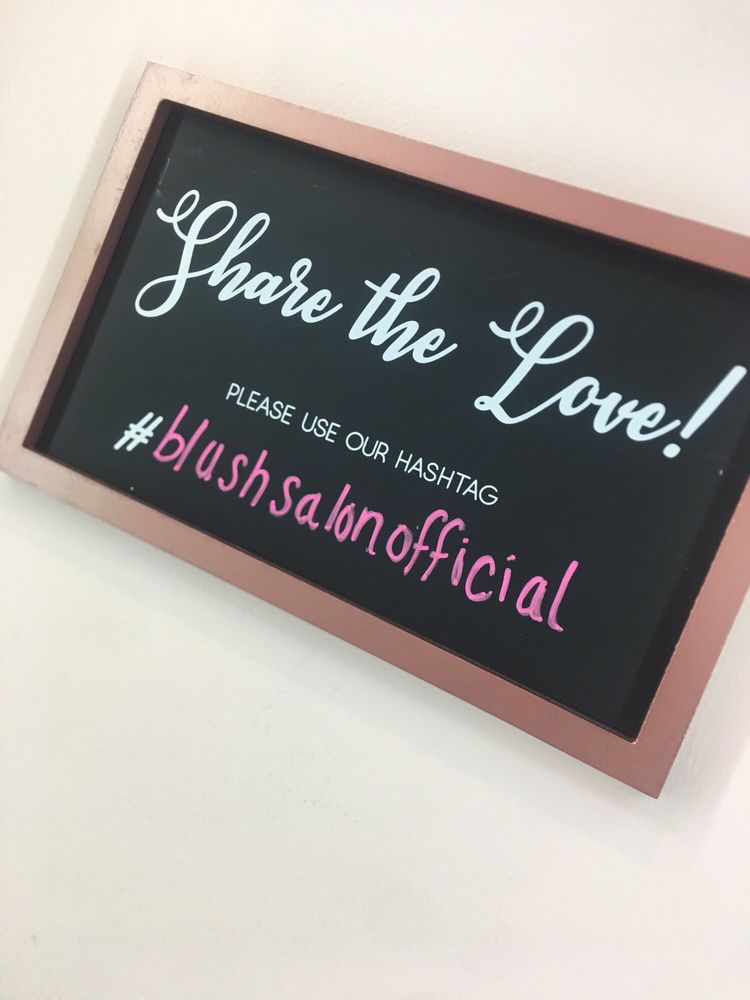 Share the Love!
PLEASE USE OUR HASHTAG
#blushsalonofficial